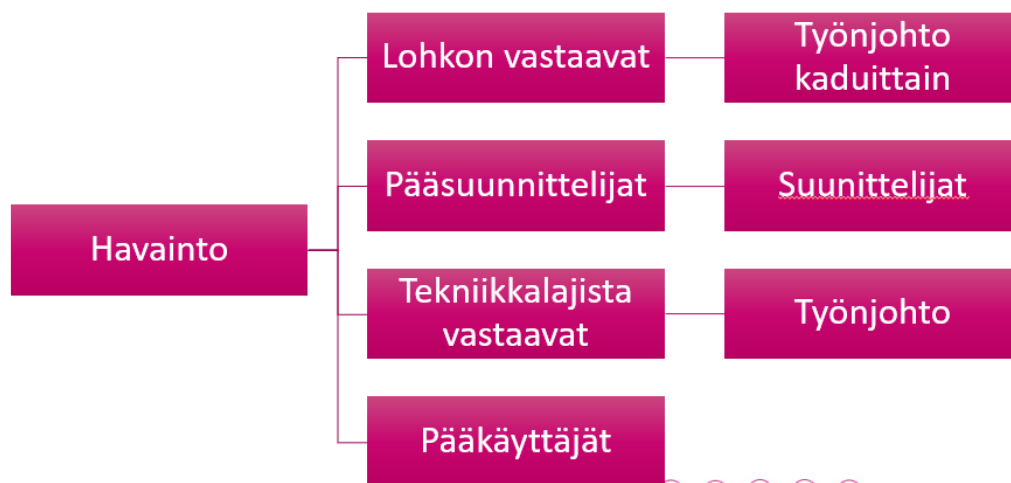 Havainto
Lohkon vastaavat
Työnjohto
kaduittain
Pääsuunnittelijat
Suunittelijat
Tekniikkalajista
vastaavat
Työnjohto
Pääkäyttäjät